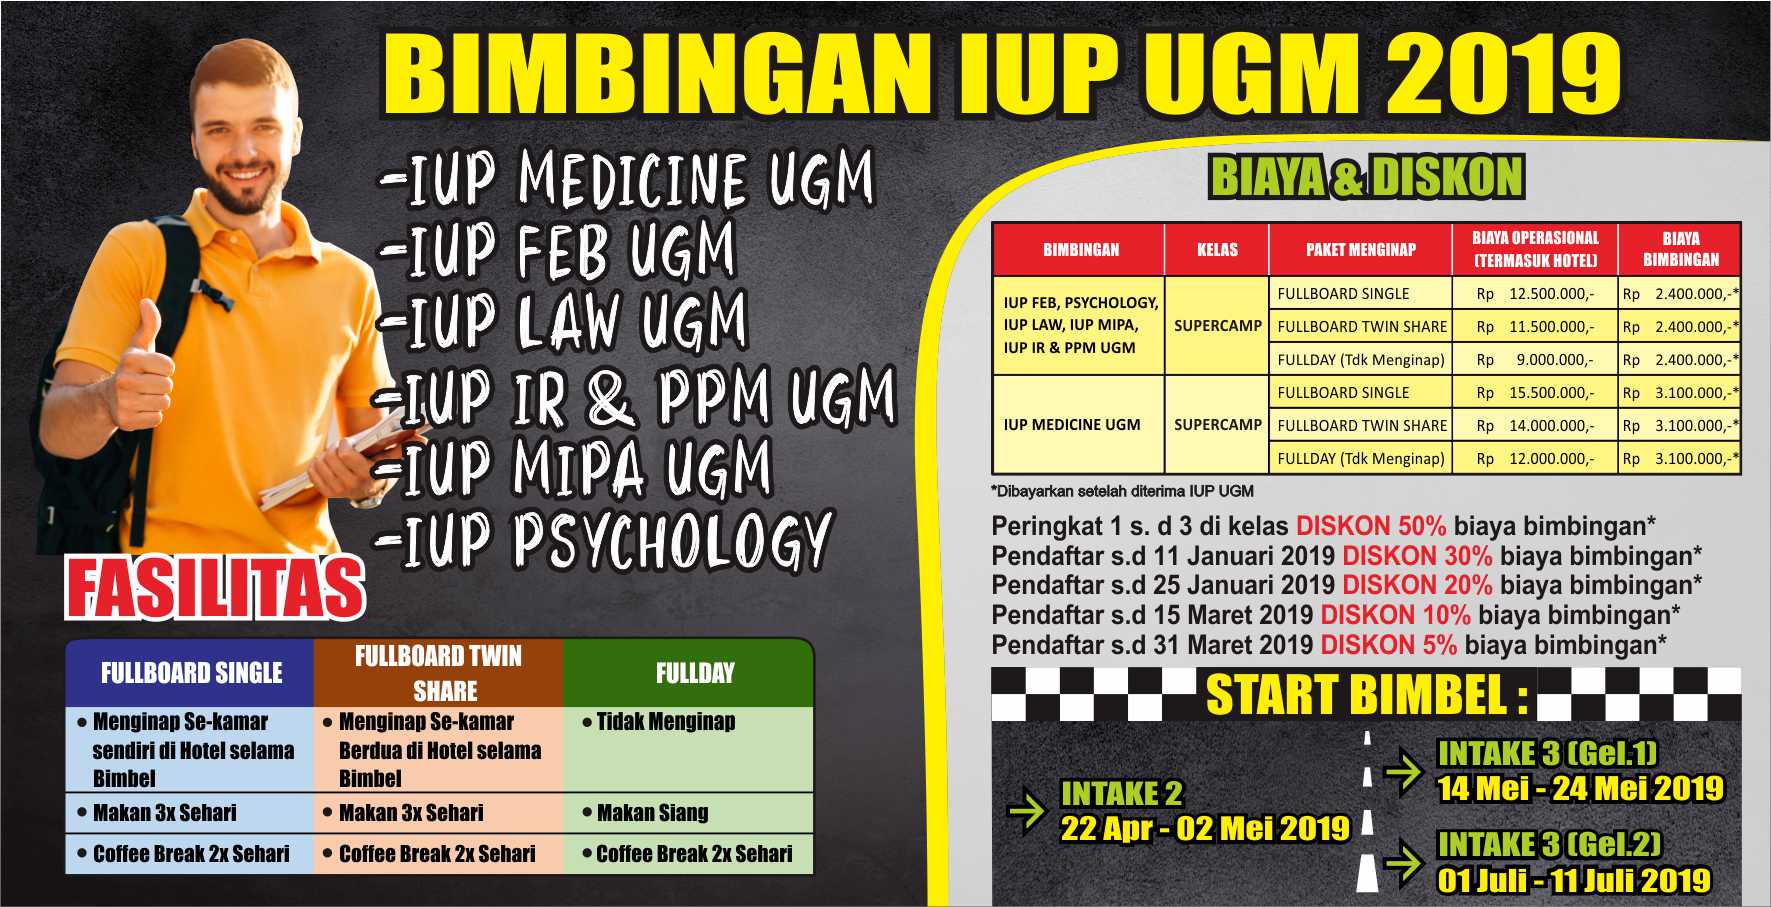 BIMBINGAN IUP UGM 2019
-IUP MEDICINE UGM
-IUP FEB UGM
-IUP LAW UGM
-IUP IR & PPM UGM
-IUP MIPA UGM
-IUP PSYCHOLOGY
FASILITAS
FULLBOARD SINGLE
• Menginap Se-kamar
sendiri di Hotel selama
Bimbel
• Makan 3x Sehari
• Coffee Break 2x Sehari
FULLBOARD TWIN
SHARE
• Menginap Se-kamar
Berdua di Hotel selama
Bimbel
• Makan 3x Sehari
• Coffee Break 2x Sehari
FULLDAY
• Tidak Menginap
• Makan Siang
• Coffee Break 2x Sehari
BIAYA & DISKON
BIMBINGAN KELAS PAKET MENGINAP BIAYA OPERASIONAL (TERMASUK HOTEL) BIAYA BIMBINGAN
IUP FEB, PSYCHOLOGY,
IUP LAW, IUP MIPA,
IUP IR & PPM UGM
SUPERCAMP
FULLBOARD SINGLE Rp 12.500.000,- Rp 2.400.000,-*
FULLBOARD TWIN SHARE Rp 11.500.000,- Rp 2.400.000,-*
FULLDAY (Tdk Menginap) Rp 9.000.000,- Rp 2.400.000,-*
IUP MEDICINE UGM
SUPERCAMP
FULLBOARD SINGLE Rp 15.500.000,- Rp 3.100.000,-*
FULLBOARD TWIN SHARE Rp 14.000.000,- Rp 3.100.000,-*
FULLDAY (Tdk Menginap) Rp 12.000.000,- Rp 3.100.000,-*
*Dibayarkan setelah diterima IUP UGM
Peringkat 1 s. d 3 di kelas DISKON 50% biaya bimbingan*
Pendaftar s.d 11 Januari 2019 DISKON 30% biaya bimbingan*
Pendaftar s.d 25 Januari 2019 DISKON 20% biaya bimbingan*
Pendaftar s.d 15 Maret 2019 DISKON 10% biaya bimbingan*
Pendaftar s.d 31 Maret 2019 DISKON 5% biaya bimbingan*
START BIMBEL :
INTAKE 2
22 Apr - 02 Mei 2019
INTAKE 3 (Gel.1)
14 Mei - 24 Mei 2019
INTAKE 3 (Gel.2)
01 Juli - 11 Juli 2019